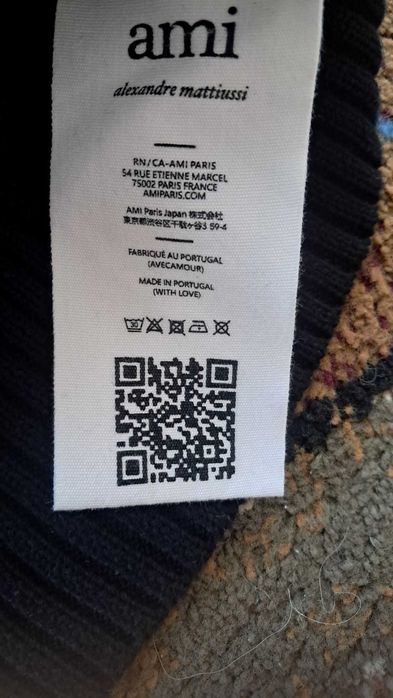 ami
alexandre mattiussi
RN/CA-AMI PARIS
54 RUE ETIENNE MARCEL
75002 PARIS FRANCE
AMIPARIS.COM
AMI Paris Japan 株式会社
東京都渋谷区千駄ヶ谷3 59-4
FABRIQUÉ AU PORTUGAL
(AVECAMOUR)
MADE IN PORTUGAL
(WITH LOVE)
30